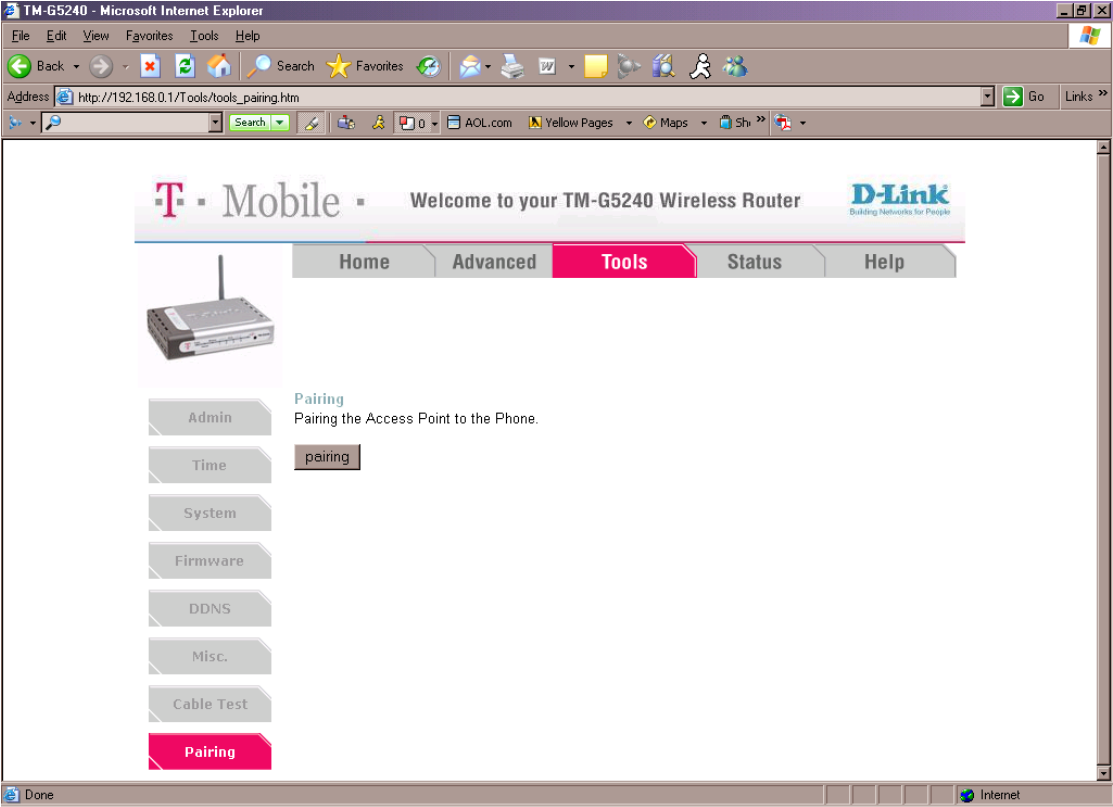 TM-G5240 - Microsoft Internet Explorer
File Edit View Favorites Tools Help
Back Search Favorites
Address http://192.168.0.1/Tools/tools_pairing.htm Go Links »
Search 0 AOL.com Yellow Pages Maps Sh »
T · Mobile · Welcome to your TM-G5240 Wireless Router D-Link
Building Networks for People
Home Advanced Tools Status Help
Pairing
Pairing the Access Point to the Phone.
pairing
Admin
Time
System
Firmware
DDNS
Misc.
Cable Test
Pairing
Done Internet